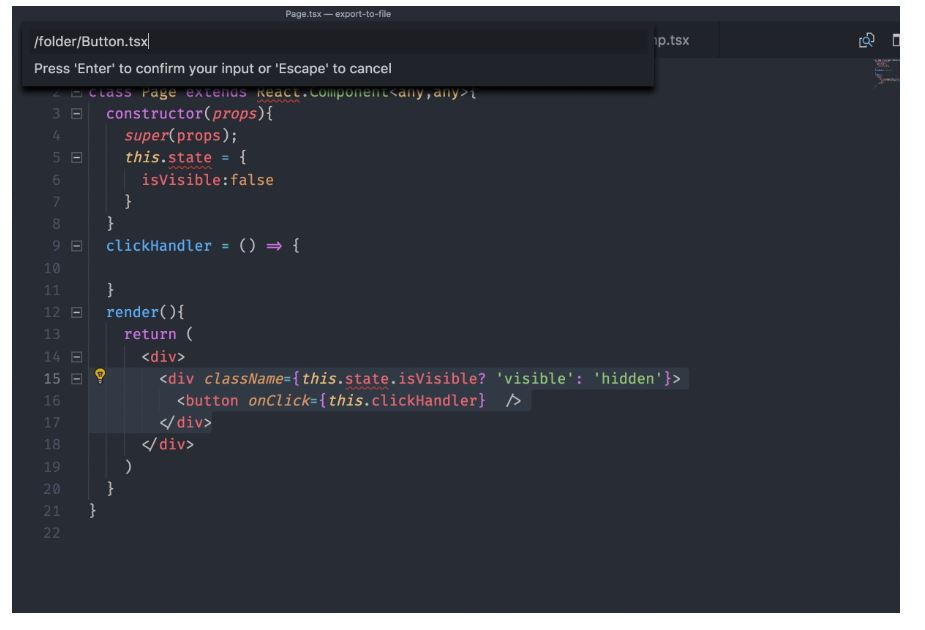 Page.tsx — export-to-file
/folder/Button.tsx
p.tsx
Press 'Enter' to confirm your input or 'Escape' to cancel
2 class Page extends React.Component<any,any>{
3 constructor(props){
4 super(props);
5 this.state = {
6 isVisible:false
7 }
8 }
9 clickHandler = () ⇒ {
10
11 }
12 render(){
13 return (
14 <div>
15 <div className={this.state.isVisible? 'visible': 'hidden'}>
16 <button onClick={this.clickHandler} />
17 </div>
18 </div>
19 )
20 }
21 }
22